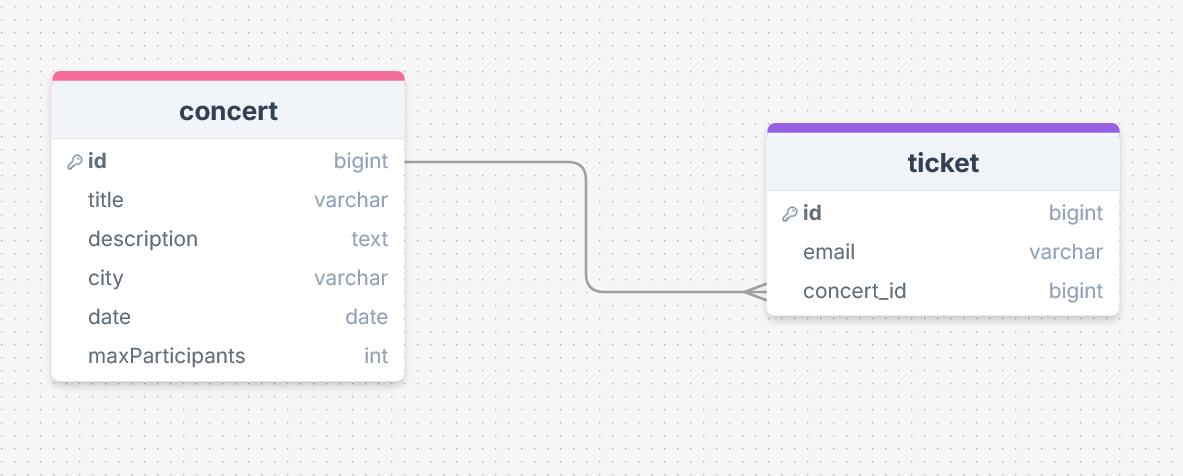 concert
id bigint
title varchar
description text
city varchar
date date
maxParticipants int
ticket
id bigint
email varchar
concert_id bigint